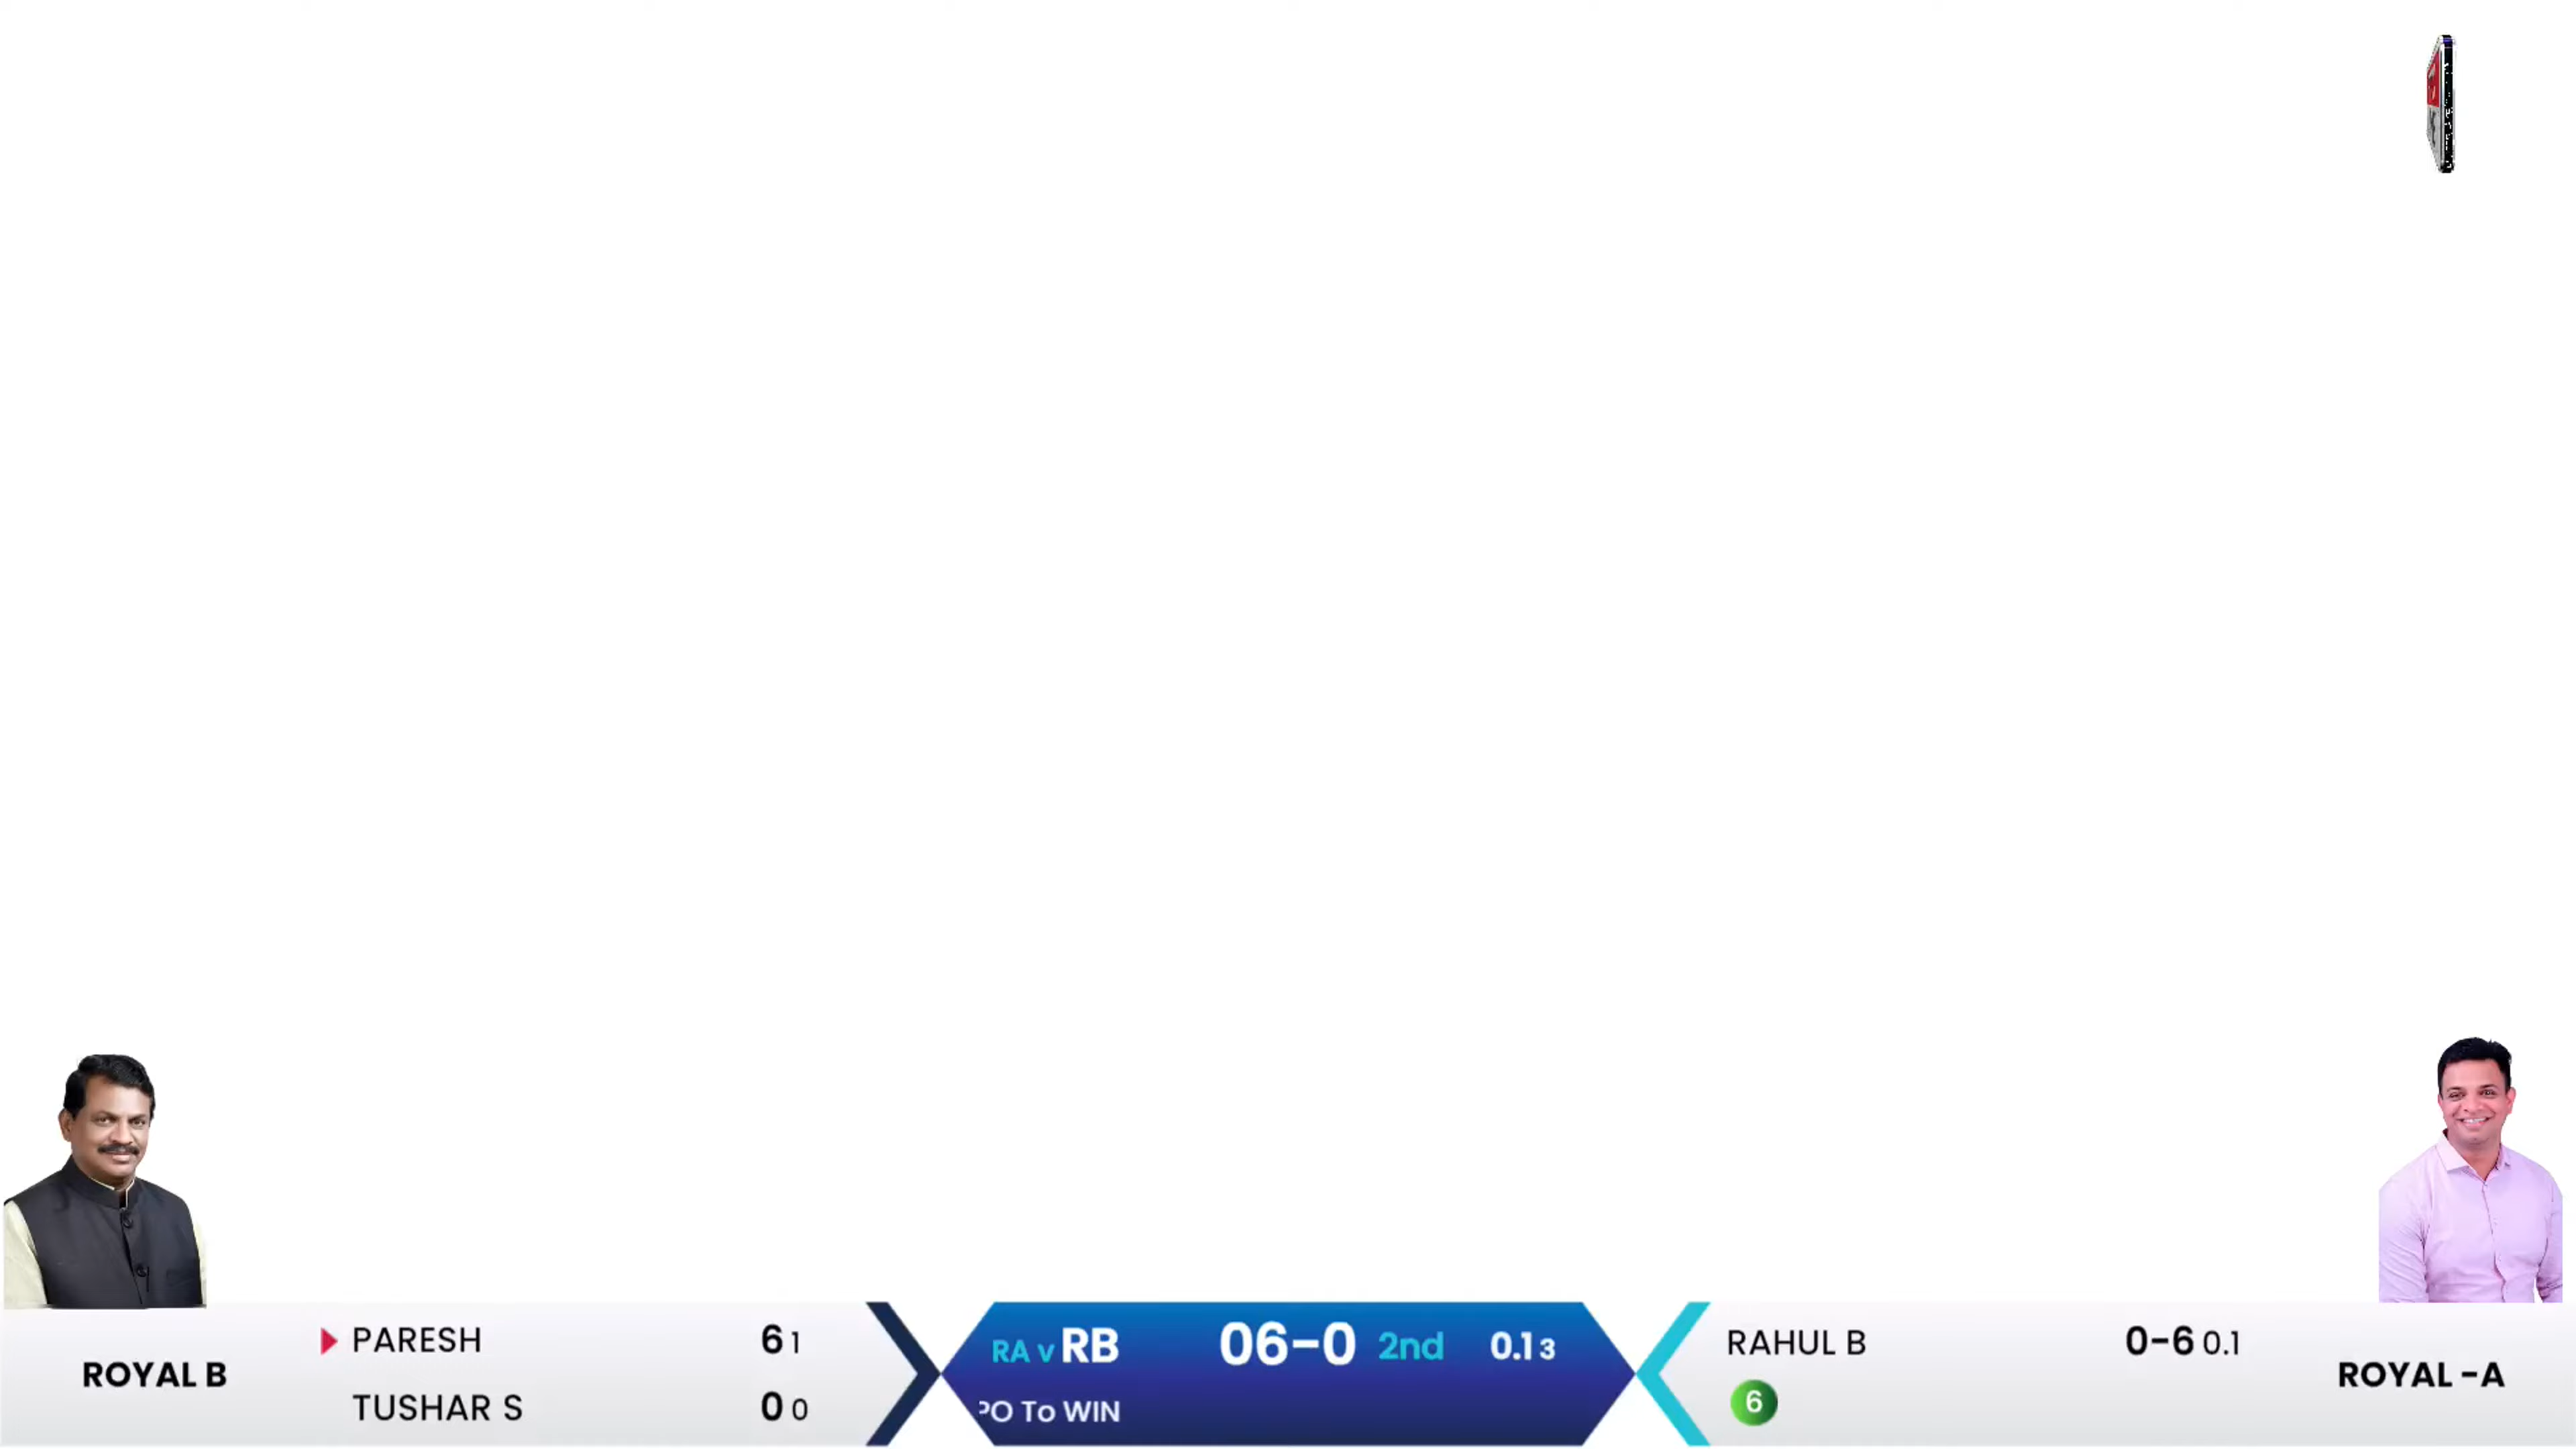 ROYAL B
PARESH 6 1
TUSHAR S 0 0
RA v RB 06-0 2nd 0.1 3
To WIN
RAHUL B 0-6 0.1
6
ROYAL -A